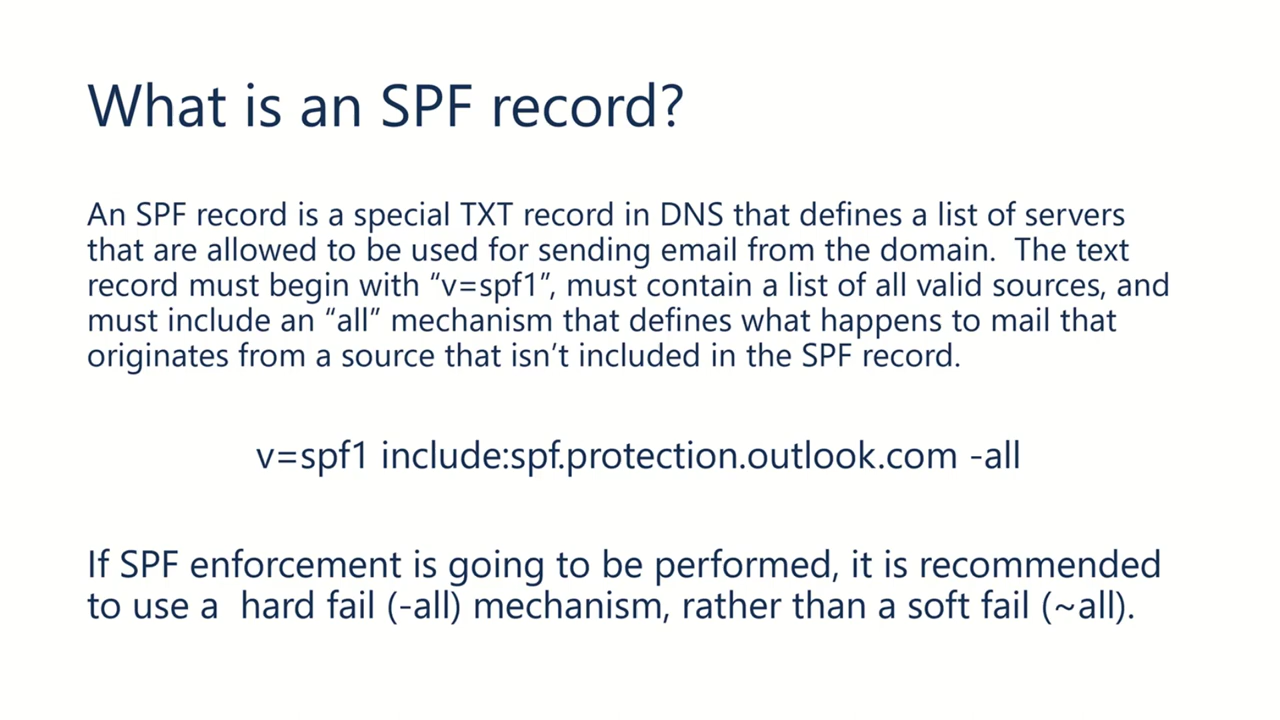 What is an SPF record?
An SPF record is a special TXT record in DNS that defines a list of servers
that are allowed to be used for sending email from the domain.  The text
record must begin with “v=spf1”, must contain a list of all valid sources, and
must include an “all” mechanism that defines what happens to mail that
originates from a source that isn’t included in the SPF record.
v=spf1 include:spf.protection.outlook.com -all
If SPF enforcement is going to be performed, it is recommended
to use a  hard fail (-all) mechanism, rather than a soft fail (~all).